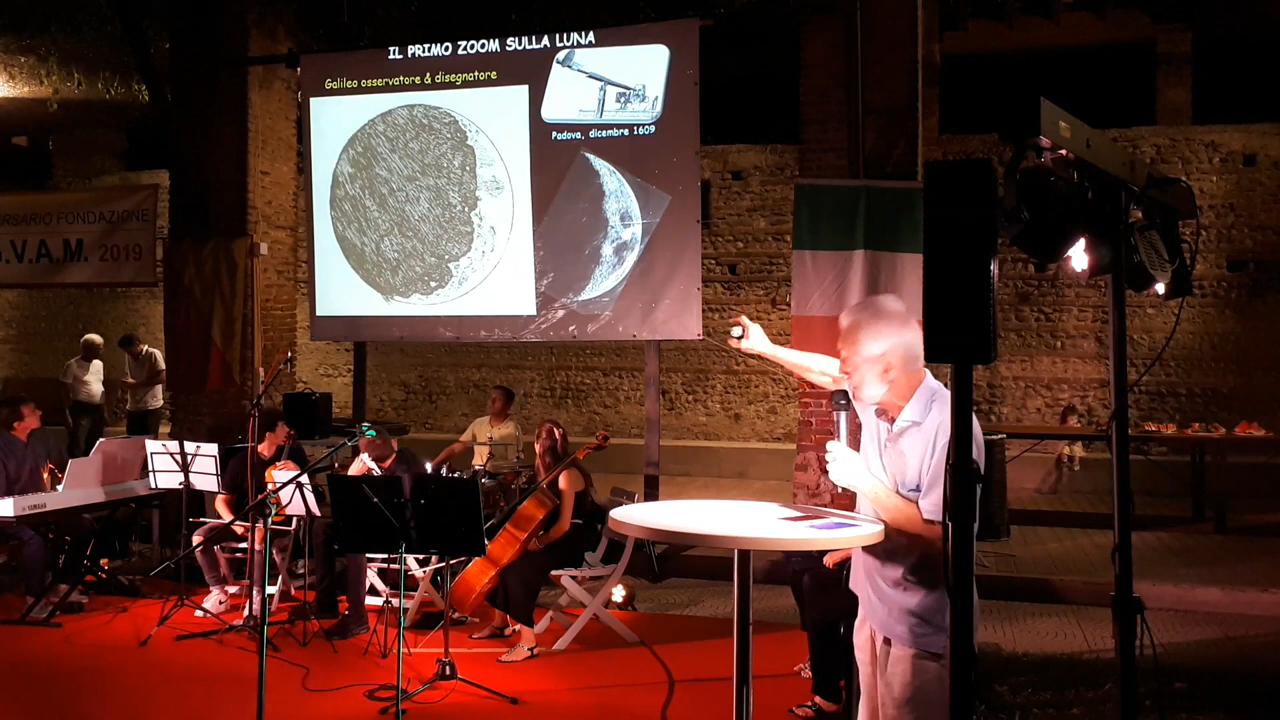 IL PRIMO ZOOM SULLA LUNA
Galileo osservatore & disegnatore
Padova, dicembre 1609
RSARIO FONDAZIONE
.V.A.M. 2019
YAMAHA